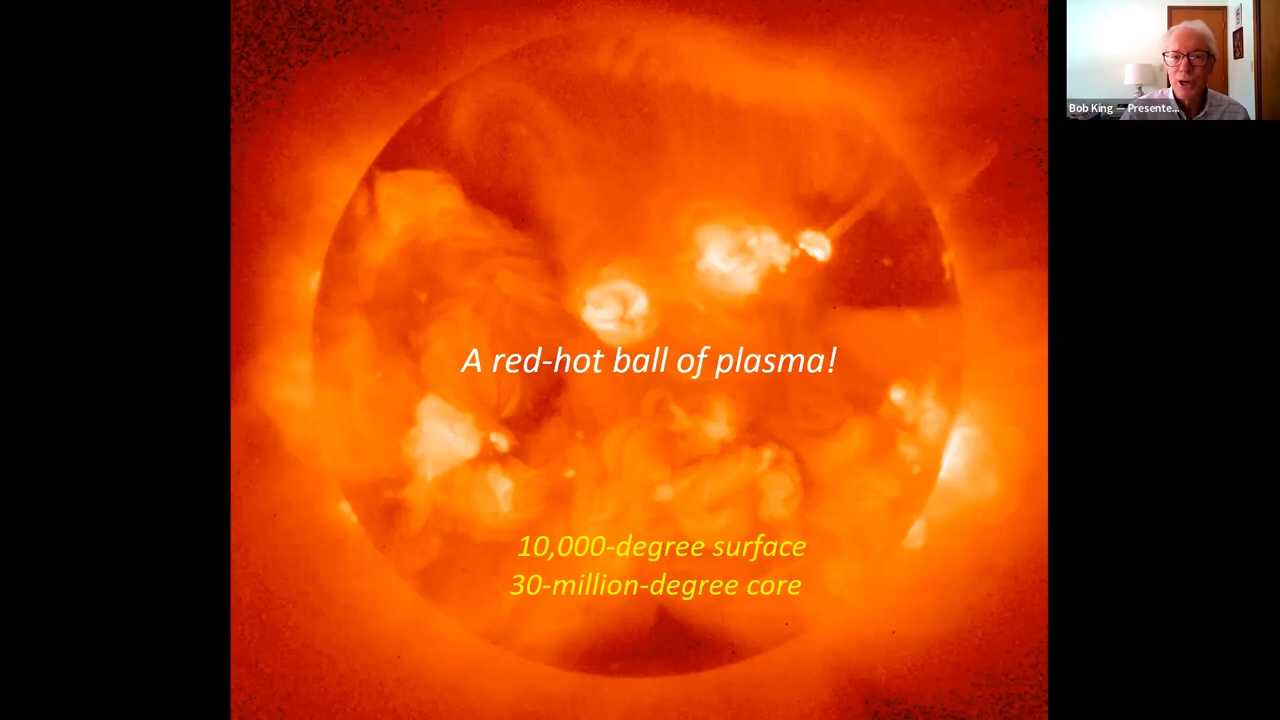 Bob King — Presente...
A red-hot ball of plasma!
10,000-degree surface
30-million-degree core